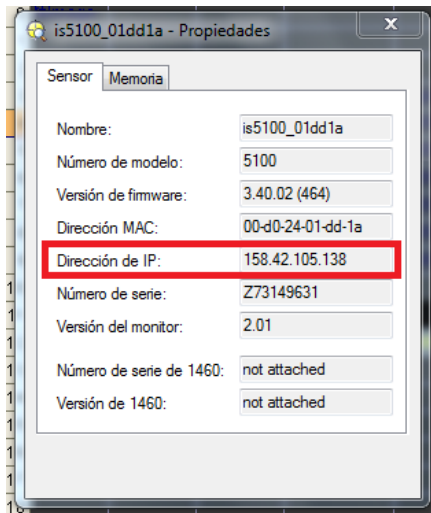 is5100_01dd1a - Propiedades
X
Sensor Memoria
Nombre: is5100_01dd1a
Número de modelo: 5100
Versión de firmware: 3.40.02 (464)
Dirección MAC: 00-d0-24-01-dd-1a
Dirección de IP: 158.42.105.138
Número de serie: Z73149631
Versión del monitor: 2.01
Número de serie de 1460: not attached
Versión de 1460: not attached